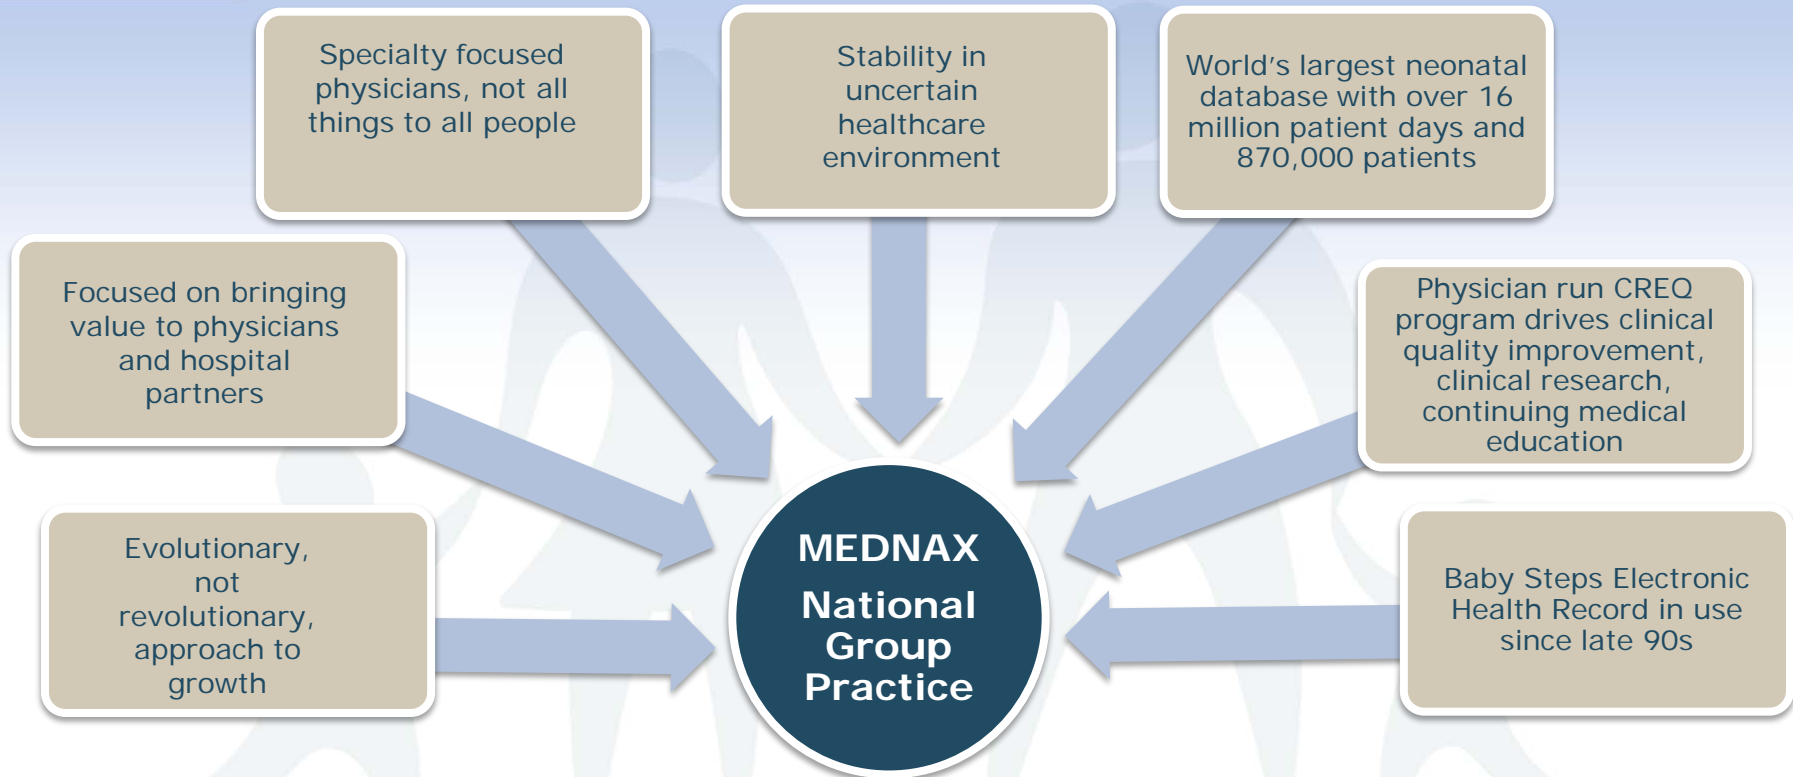 Specialty focused
physicians, not all
things to all people
Stability in
uncertain
healthcare
environment
World's largest neonatal
database with over 16
million patient days and
870,000 patients
Focused on bringing
value to physicians
and hospital
partners
Physician run CREQ
program drives clinical
quality improvement,
clinical research,
continuing medical
education
Evolutionary,
not
revolutionary,
approach to
growth
MEDNAX
National
Group
Practice
Baby Steps Electronic
Health Record in use
since late 90s